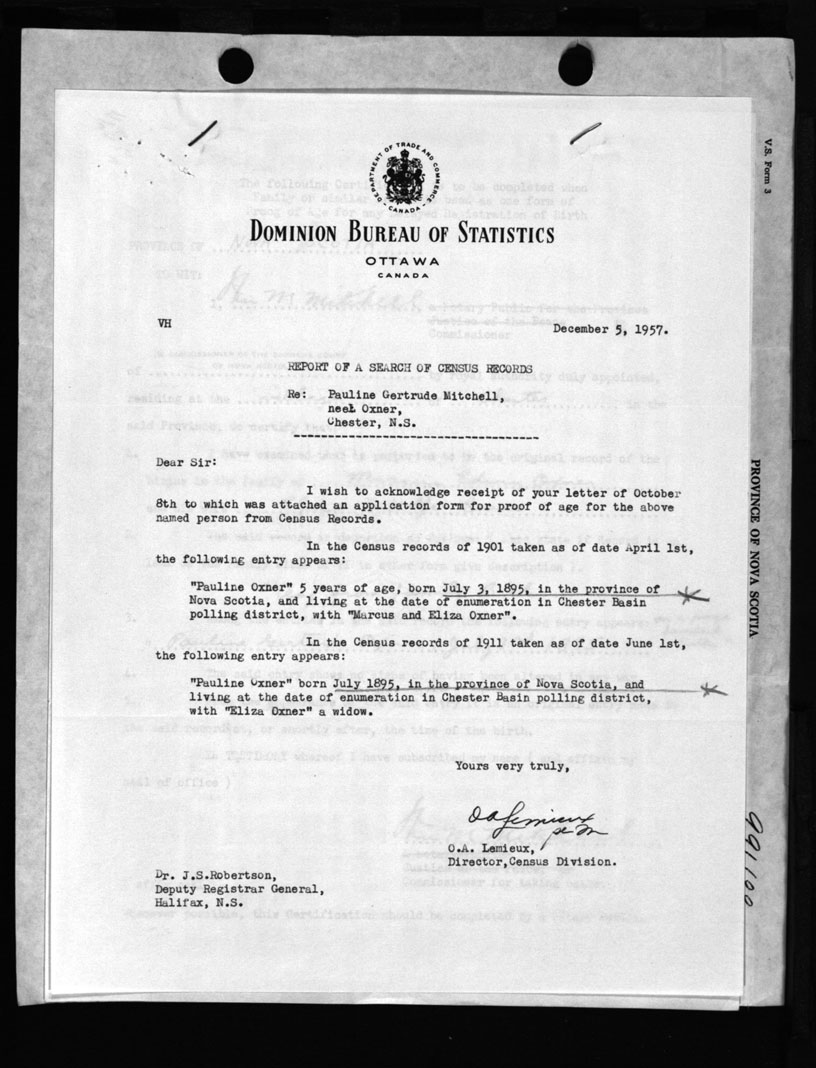 DEPARTMENT OF TRADE AND COMMERCE
CANADA
DOMINION BUREAU OF STATISTICS
OTTAWA
CANADA
VH
December 5, 1957.
REPORT OF A SEARCH OF CENSUS RECORDS
Re: Pauline Gertrude Mitchell,
nee Oxner,
Chester, N.S.
Dear Sir:
I wish to acknowledge receipt of your letter of October
8th to which was attached an application form for proof of age for the above
named person from Census Records.
In the Census records of 1901 taken as of date April 1st,
the following entry appears:
"Pauline Oxner" 5 years of age, born July 3, 1895, in the province of
Nova Scotia, and living at the date of enumeration in Chester Basin
polling district, with "Marcus and Eliza Oxner".
In the Census records of 1911 taken as of date June 1st,
the following entry appears:
"Pauline Oxner" born July 1895, in the province of Nova Scotia, and
living at the date of enumeration in Chester Basin polling district,
with "Eliza Oxner" a widow.
Yours very truly,
O.A. Lemieux,
Director,Census Division.
Dr. J.S.Robertson,
Deputy Registrar General,
Halifax, N.S.
V.S. Form 3
PROVINCE OF NOVA SCOTIA